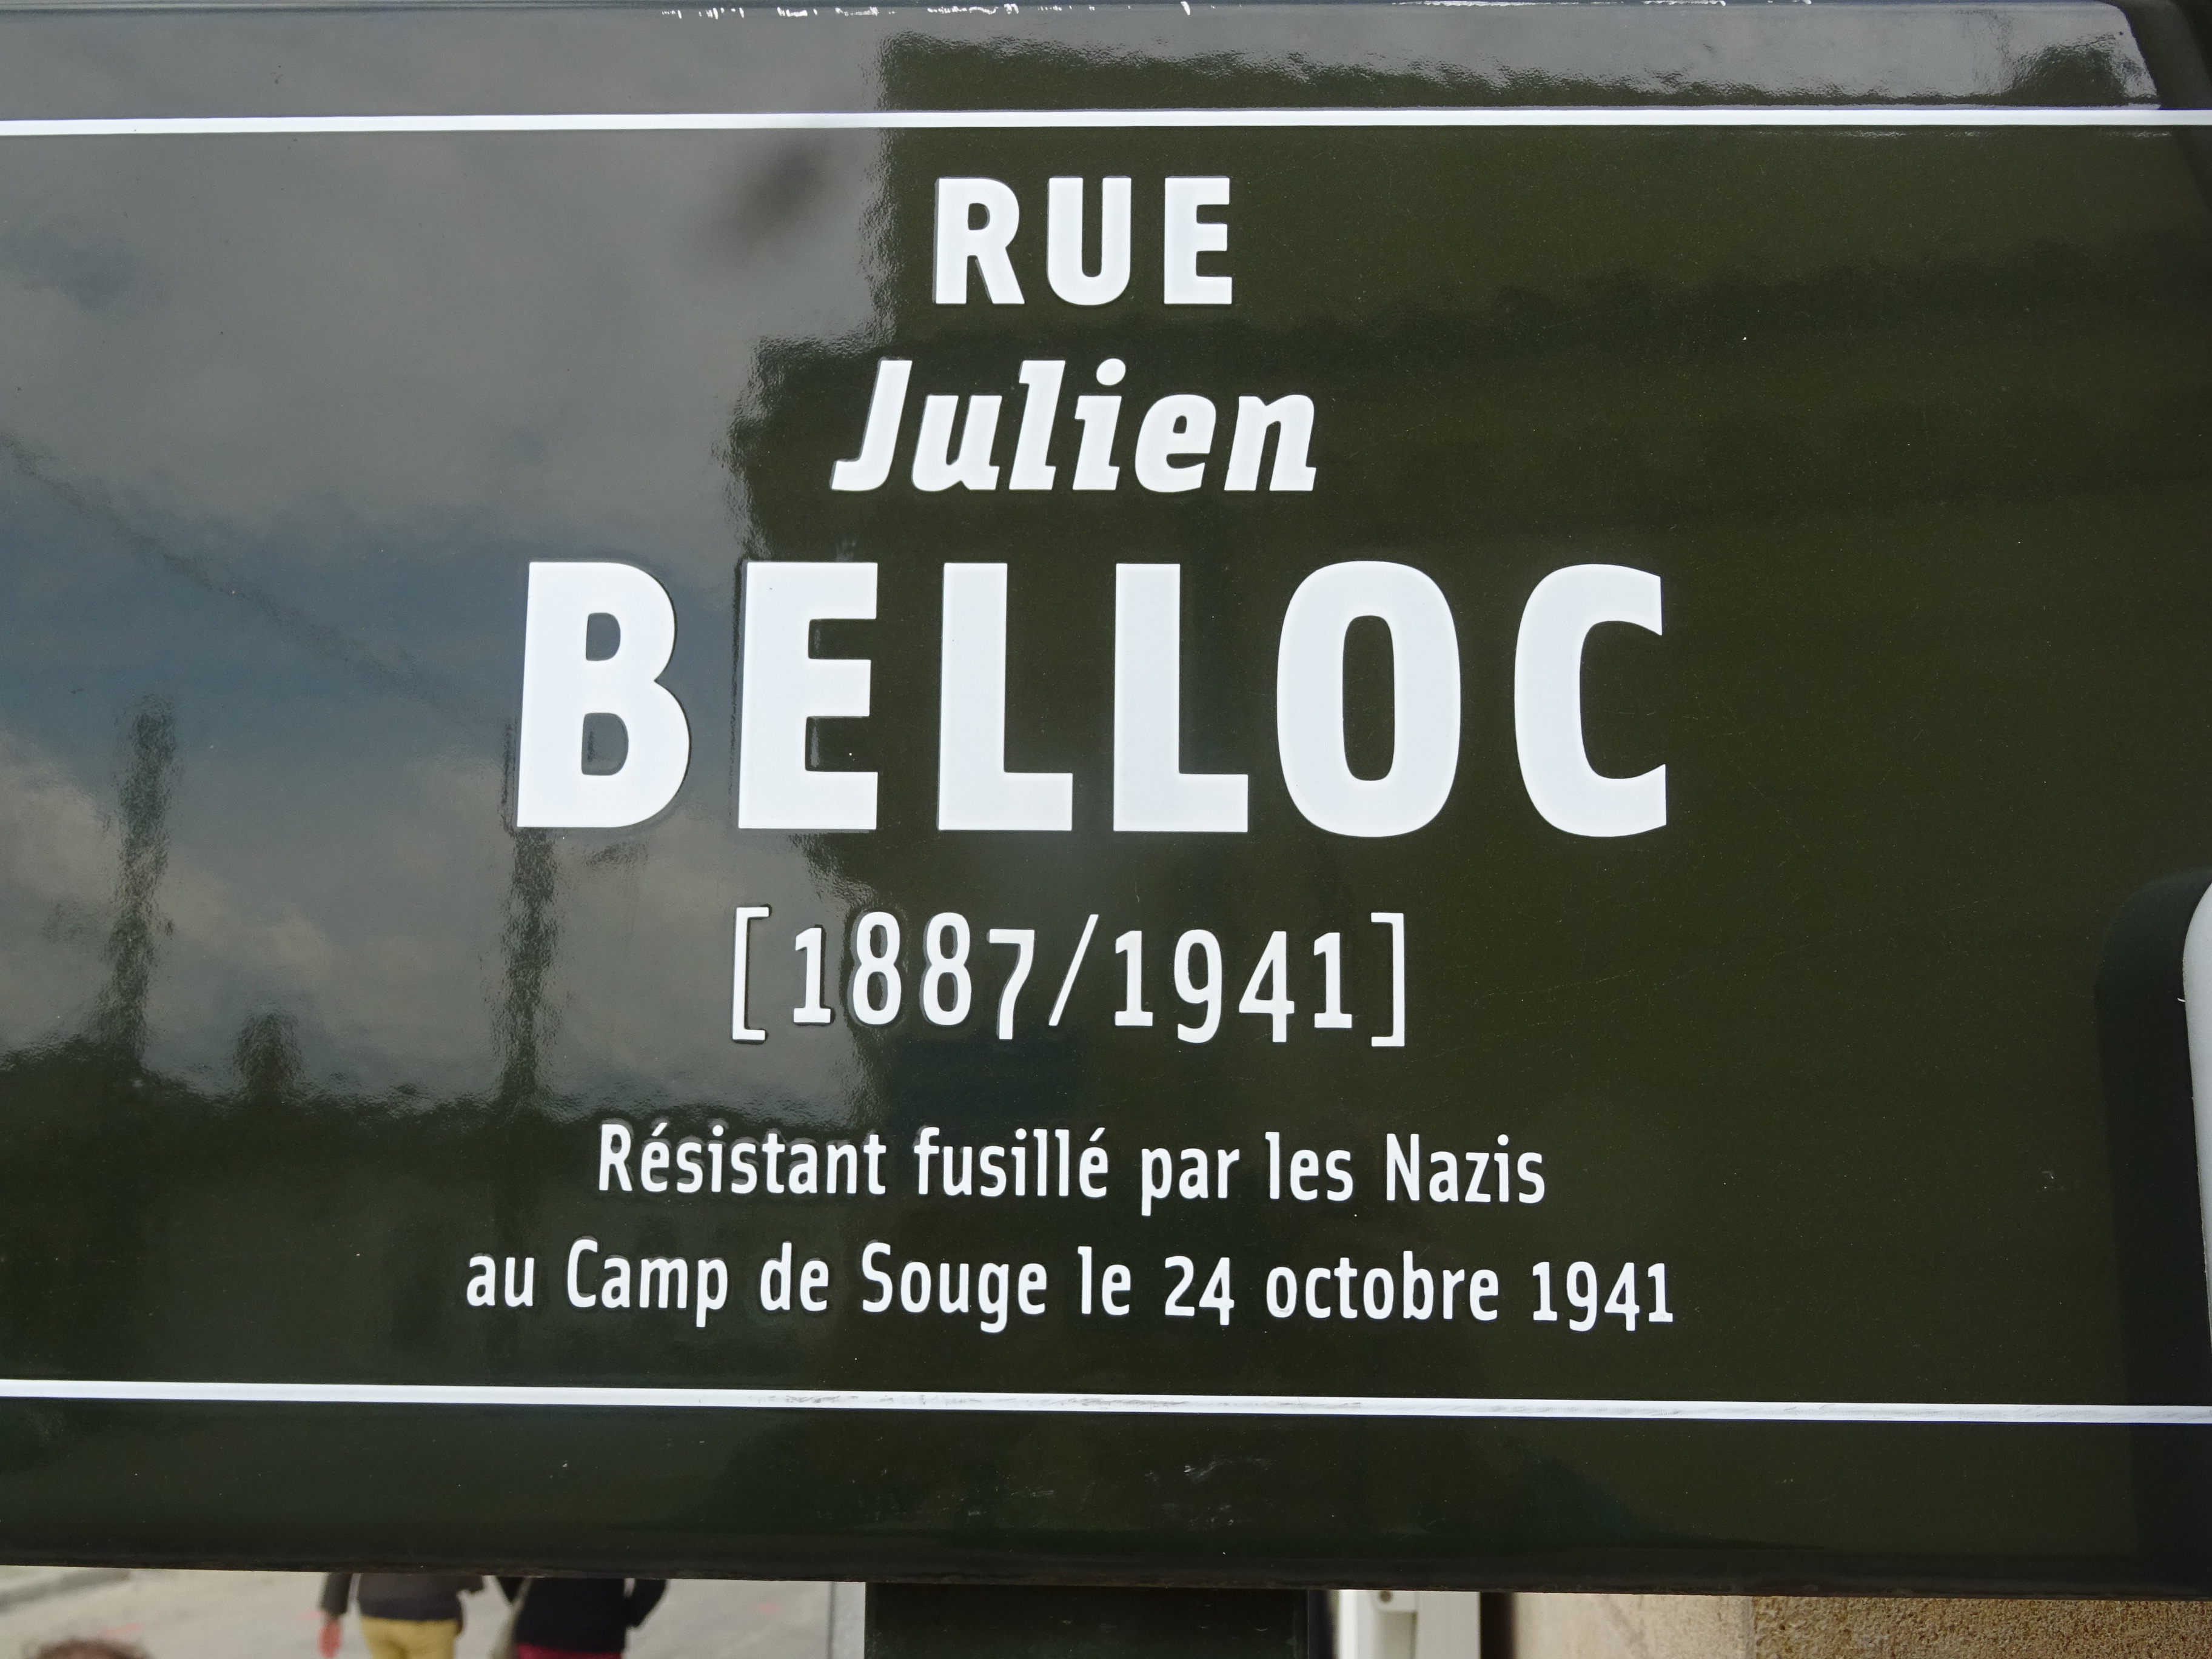 RUE
Julien
BELLOC
[1887/1941]
Résistant fusillé par les Nazis
au Camp de Souge le 24 octobre 1941